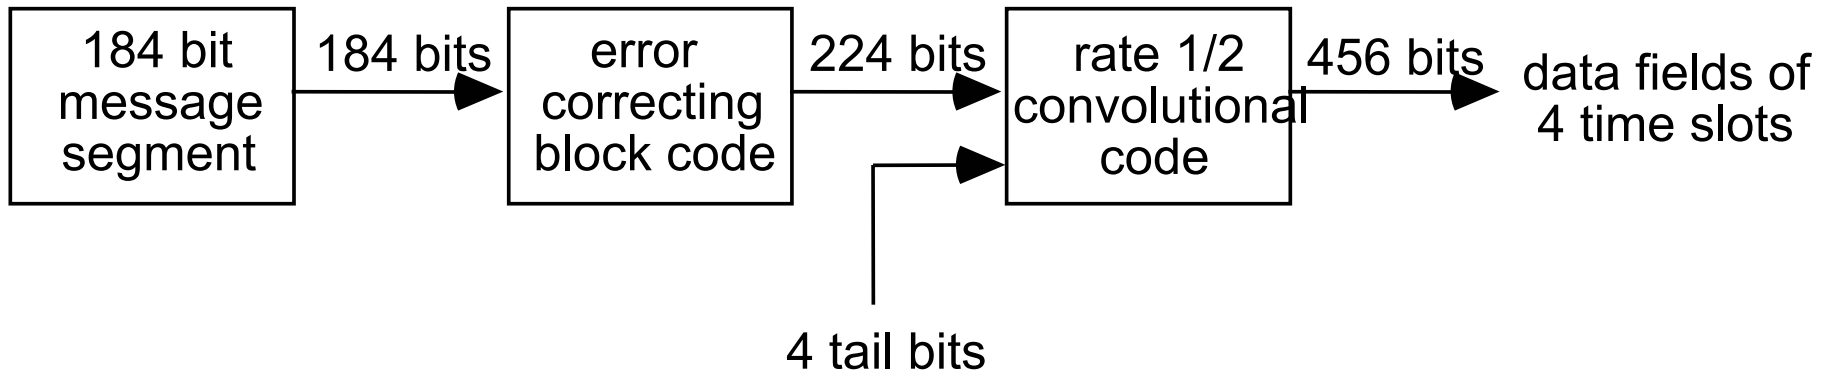 184 bit
message
segment
184 bits
error
correcting
block code
224 bits
rate 1/2
convolutional
code
456 bits
data fields of
4 time slots
4 tail bits